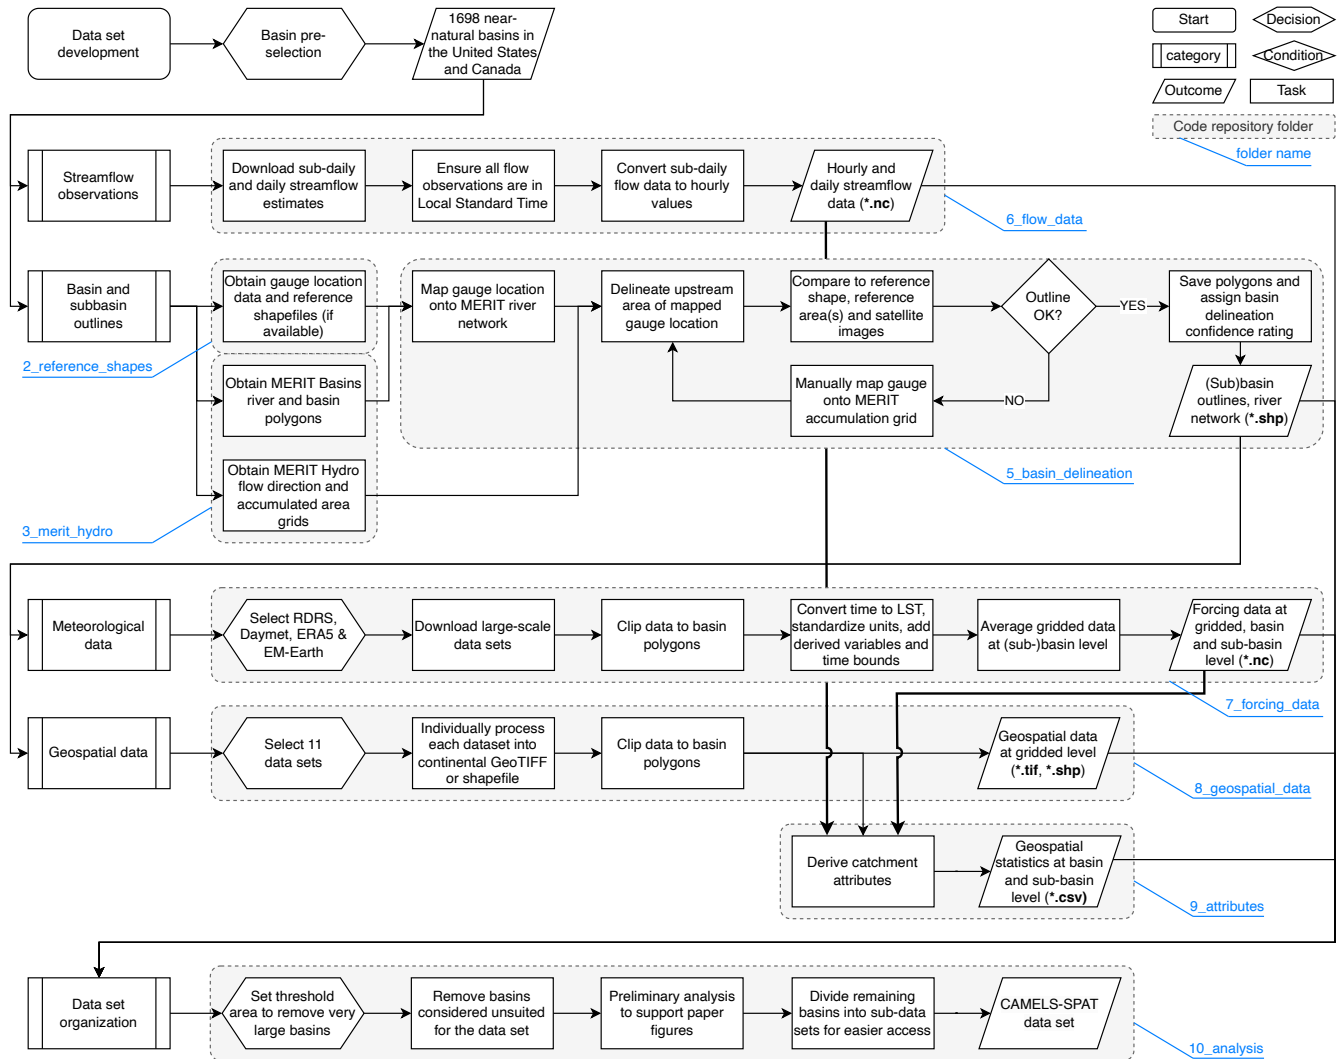 Data set
development
Basin pre-
selection
1698 near-
natural basins in
the United States
and Canada
Start
Decision
category
Condition
Outcome
Task
Code repository folder
folder name
Streamflow
observations
Download sub-daily
and daily streamflow
estimates
Ensure all flow
observations are in
Local Standard Time
Convert sub-daily
flow data to hourly
values
Hourly and
daily streamflow
data (*.nc)
6_flow_data
Basin and
subbasin
outlines
Obtain gauge location
data and reference
shapefiles (if
available)
Map gauge location
onto MERIT river
network
Delineate upstream
area of mapped
gauge location
Compare to reference
shape, reference
area(s) and satellite
images
Outline
OK?
YES
Save polygons and
assign basin
delineation
confidence rating
2_reference_shapes
Obtain MERIT Basins
river and basin
polygons
Manually map gauge
onto MERIT
accumulation grid
NO
(Sub)basin
outlines, river
network (*.shp)
Obtain MERIT Hydro
flow direction and
accumulated area
grids
5_basin_delineation
3_merit_hydro
Meteorological
data
Select RDRS,
Daymet, ERA5 &
EM-Earth
Download large-scale
data sets
Clip data to basin
polygons
Convert time to LST,
standardize units, add
derived variables and
time bounds
Average gridded data
at (sub-)basin level
Forcing data at
gridded, basin
and sub-basin
level (*.nc)
7_forcing_data
Geospatial data
Select 11
data sets
Individually process
each dataset into
continental GeoTIFF
or shapefile
Clip data to basin
polygons
Geospatial data
at gridded level
(*.tif, *.shp)
8_geospatial_data
Derive catchment
attributes
Geospatial
statistics at basin
and sub-basin
level (*.csv)
9_attributes
Data set
organization
Set threshold
area to remove very
large basins
Remove basins
considered unsuited
for the data set
Preliminary analysis
to support paper
figures
Divide remaining
basins into sub-data
sets for easier access
CAMELS-SPAT
data set
10_analysis